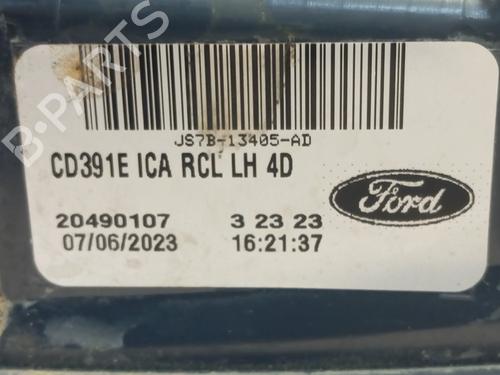 B-PARTS
JS7B-13405-AD
CD391E ICA RCL LH 4D
20490107 3 23 23
07/06/2023 16:21:37
Ford